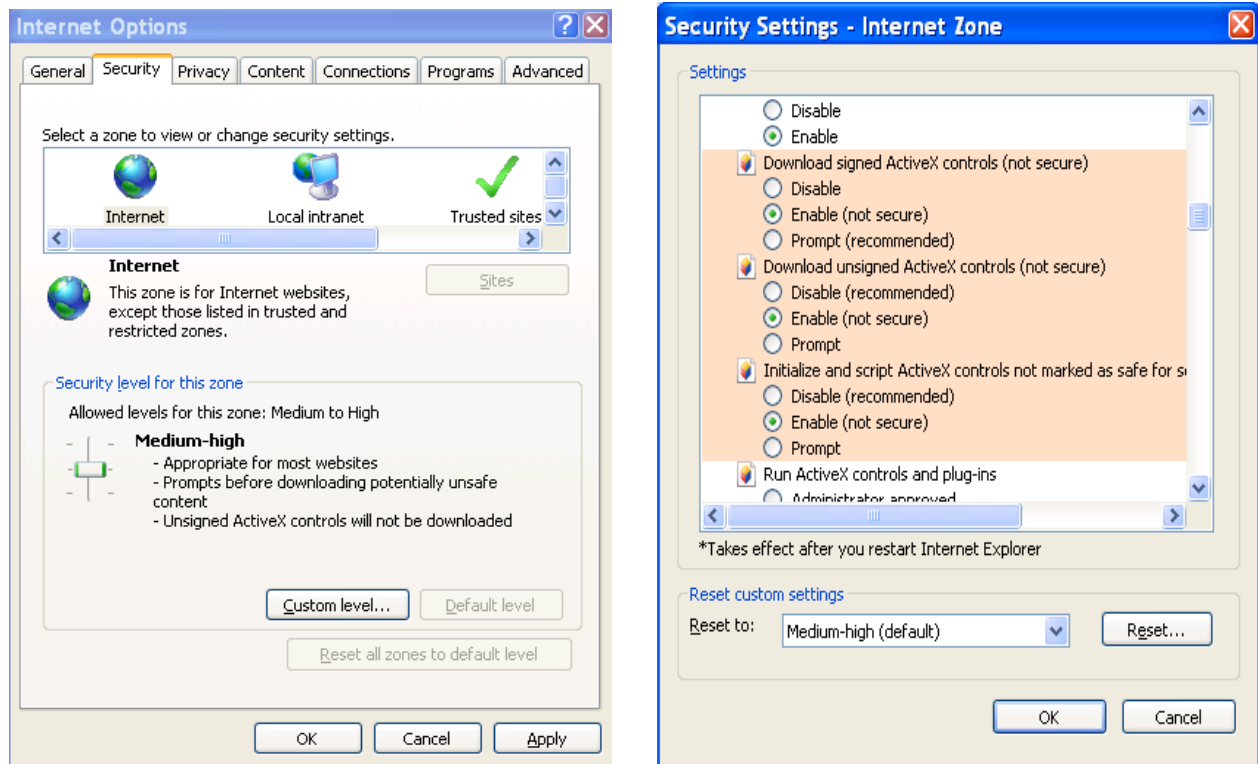 Internet Options
General Security Privacy Content Connections Programs Advanced
Select a zone to view or change security settings.
Internet Local intranet Trusted sites
Internet
Sites
This zone is for Internet websites,
except those listed in trusted and
restricted zones.
Security level for this zone
Allowed levels for this zone: Medium to High
Medium-high
- Appropriate for most websites
- Prompts before downloading potentially unsafe
content
- Unsigned ActiveX controls will not be downloaded
Custom level... Default level
Reset all zones to default level
OK Cancel Apply
Security Settings - Internet Zone
Settings
Disable
Enable
Download signed ActiveX controls (not secure)
Disable
Enable (not secure)
Prompt (recommended)
Download unsigned ActiveX controls (not secure)
Disable (recommended)
Enable (not secure)
Prompt
Initialize and script ActiveX controls not marked as safe for s
Disable (recommended)
Enable (not secure)
Prompt
Run ActiveX controls and plug-ins
Administrator approved
*Takes effect after you restart Internet Explorer
Reset custom settings
Reset to: Medium-high (default) Reset...
OK Cancel